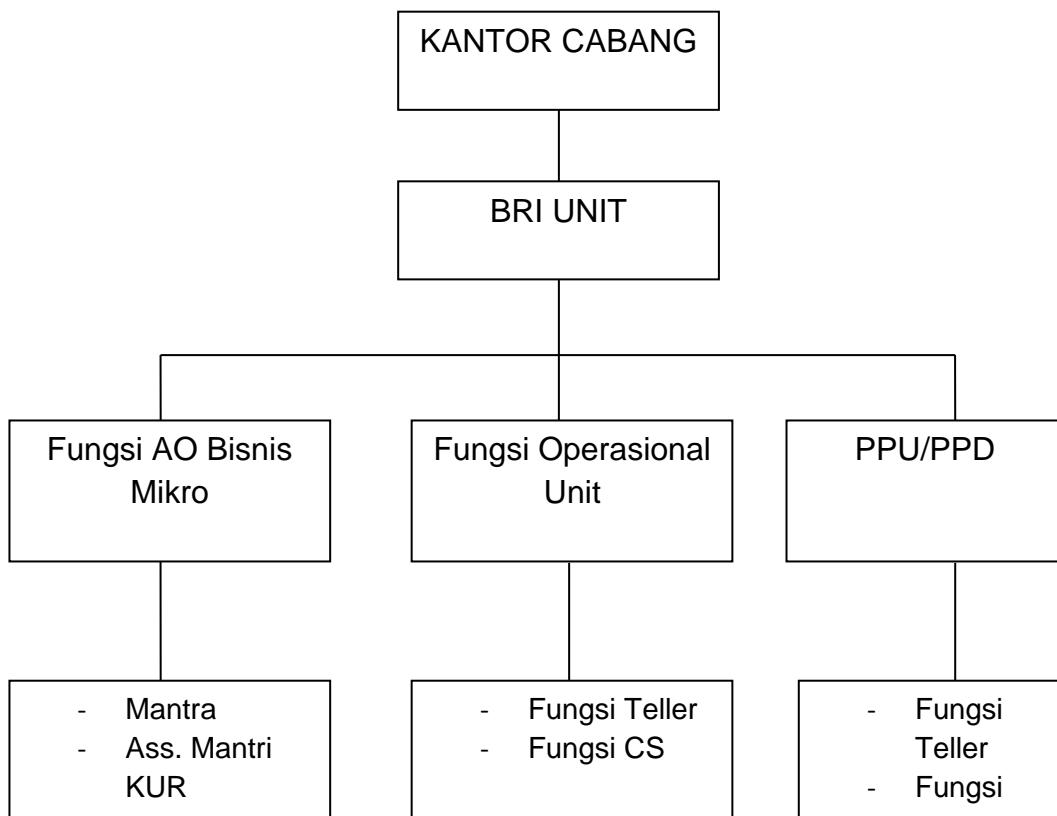 KANTOR CABANG
BRI UNIT
Fungsi AO Bisnis
Mikro
Fungsi Operasional
Unit
PPU/PPD
- Mantra
- Ass. Mantri
KUR
- Fungsi Teller
- Fungsi CS
- Fungsi
Teller
- Fungsi